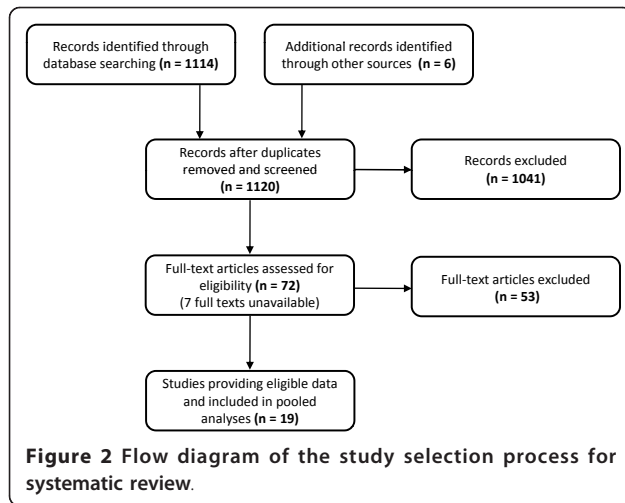 Records identified through
database searching (n = 1114)
Additional records identified
through other sources (n = 6)
Records after duplicates
removed and screened
(n = 1120)
Records excluded
(n = 1041)
Full-text articles assessed for
eligibility (n = 72)
(7 full texts unavailable)
Full-text articles excluded
(n = 53)
Studies providing eligible data
and included in pooled
analyses (n = 19)
Figure 2 Flow diagram of the study selection process for
systematic review.